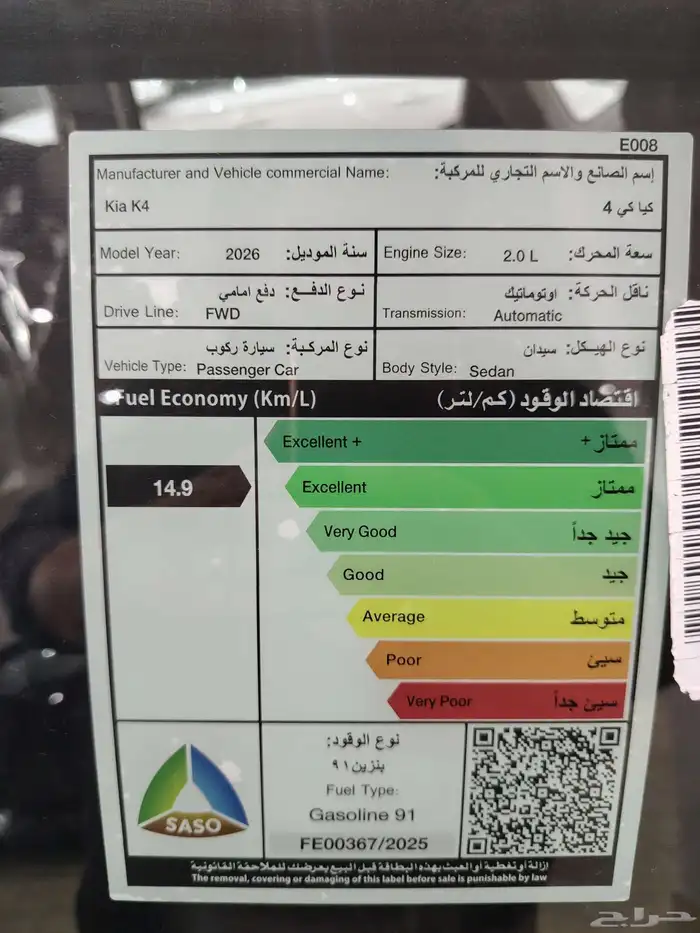 E008
Manufacturer and Vehicle commercial Name: إسم الصانع والاسم التجاري للمركبة:
Kia K4 كيا كي 4
Model Year: 2026 سنة الموديل:
Engine Size: 2.0 L سعة المحرك:
نوع الدفع: دفع امامي
Drive Line: FWD
ناقل الحركة: اوتوماتيك
Transmission: Automatic
نوع المركبة: سيارة ركوب
Vehicle Type: Passenger Car
نوع الهيكل: سيدان
Body Style: Sedan
Fuel Economy (Km/L) اقتصاد الوقود (كم/لتر)
Excellent + ممتاز +
14.9
Excellent ممتاز
Very Good جيد جداً
Good جيد
Average متوسط
Poor سيئ
Very Poor سيئ جداً
SASO
نوع الوقود:
بنزين ٩١
Fuel Type:
Gasoline 91
FE00367/2025
إزالة أو تغطية أو العبث بهذه البطاقة قبل البيع يعرضك للملاحقة القانونية
The removal, covering or damaging of this label before sale is punishable by law
حراج